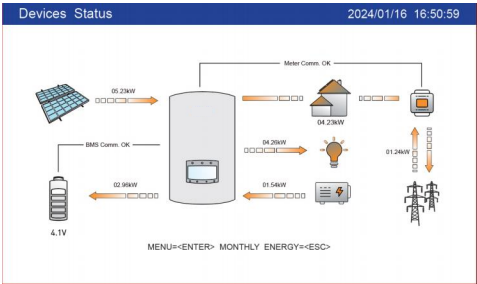 Devices Status 2024/01/16 16:50:59
Meter Comm. OK
05.23kW
04.23kW
BMS Comm. OK
04.26kW
01.24kW
02.96kW
01.54kW
4.1V
MENU=<ENTER> MONTHLY ENERGY=<ESC>